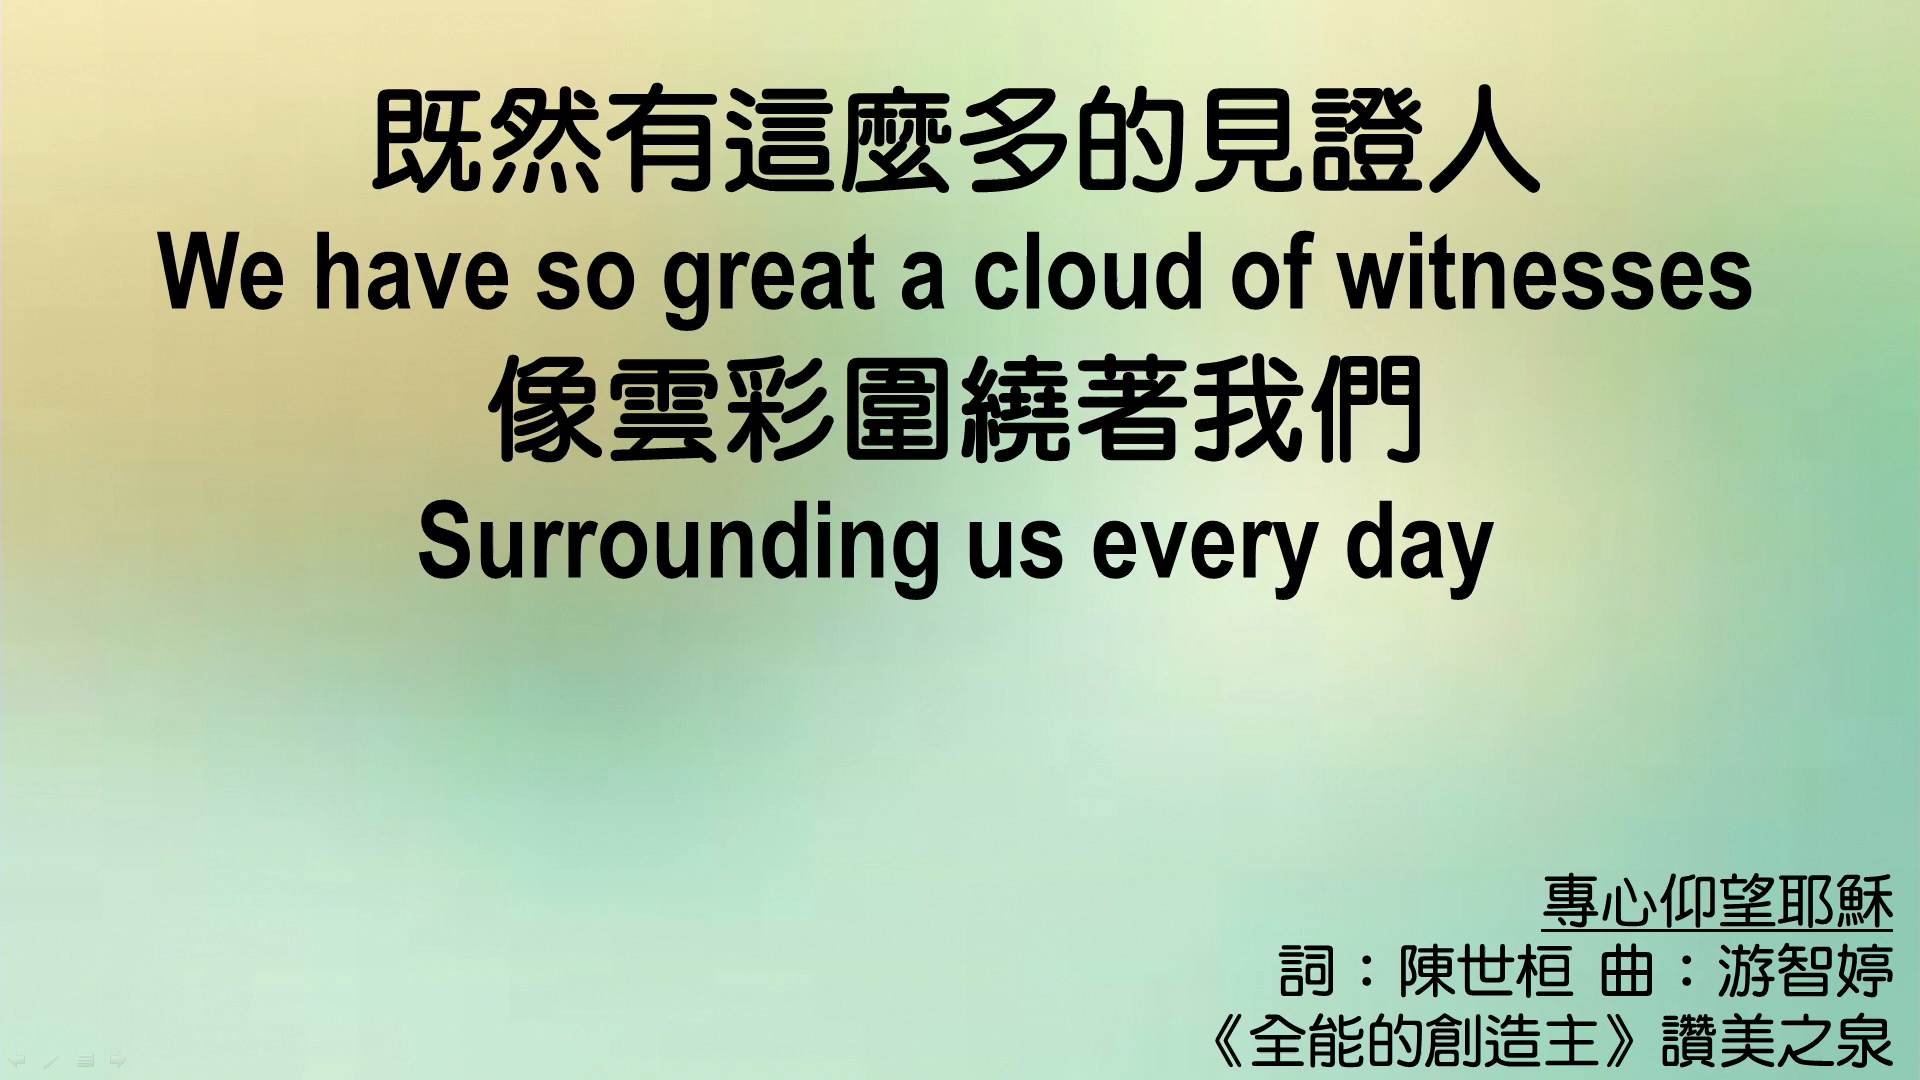 既然有這麼多的見證人
We have so great a cloud of witnesses
像雲彩圍繞著我們
Surrounding us every day
專心仰望耶穌
詞：陳世桓 曲：游智婷
《全能的創造主》讚美之泉